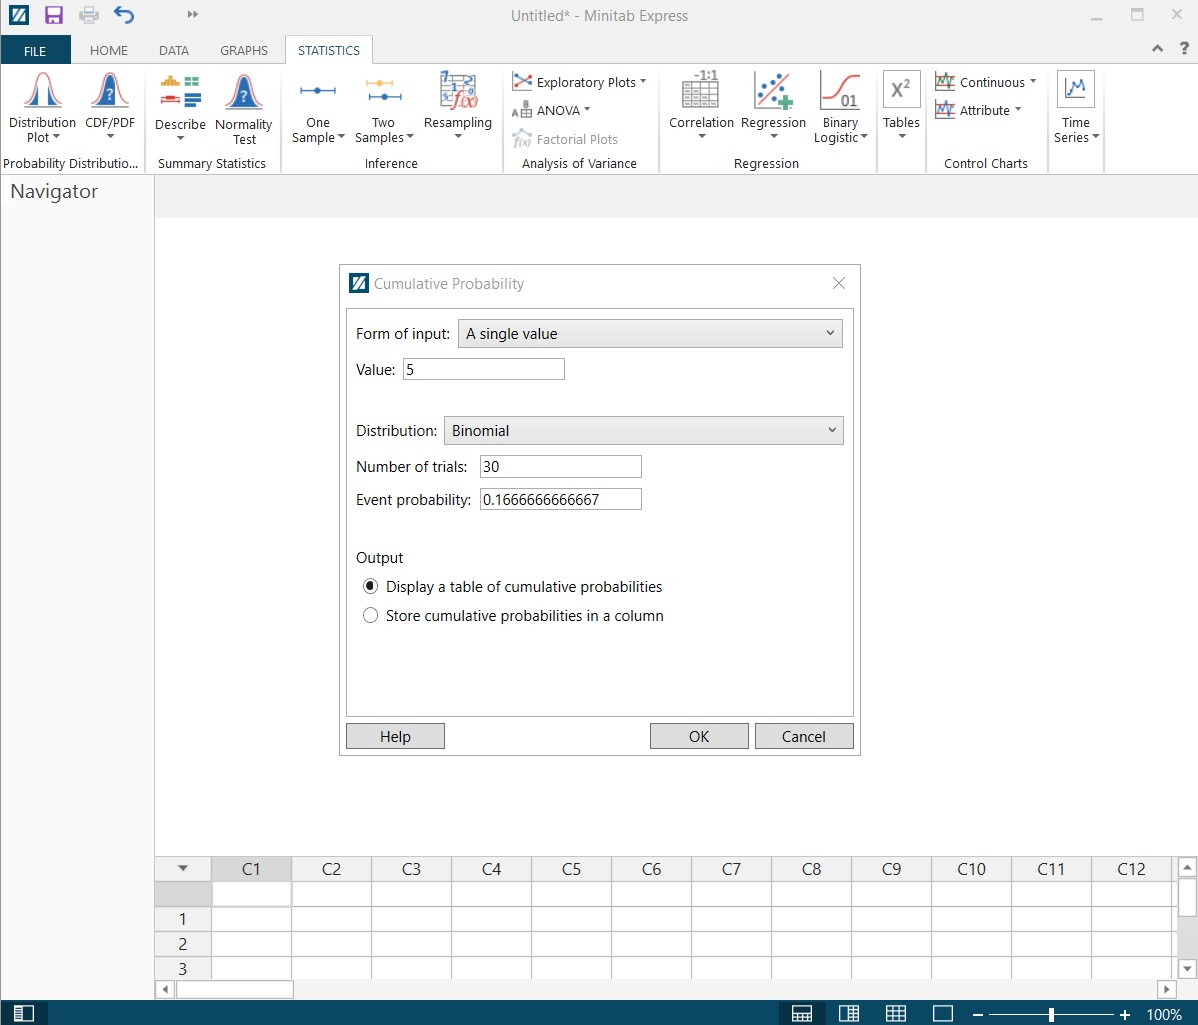 Untitled* - Minitab Express
FILE HOME DATA GRAPHS STATISTICS
?
Distribution Plot
CDF/PDF
Probability Distributio...
Describe
Normality Test
Summary Statistics
One Sample
Two Samples
Resampling
Inference
Exploratory Plots
ANOVA
Factorial Plots
Analysis of Variance
Correlation
Regression
Binary Logistic
Regression
X²
Tables
Continuous
Attribute
Control Charts
Time Series
Navigator
Cumulative Probability
Form of input: A single value
Value: 5
Distribution: Binomial
Number of trials: 30
Event probability: 0.1666666666667
Output
Display a table of cumulative probabilities
Store cumulative probabilities in a column
Help OK Cancel
C1 C2 C3 C4 C5 C6 C7 C8 C9 C10 C11 C12
1
2
3
100%